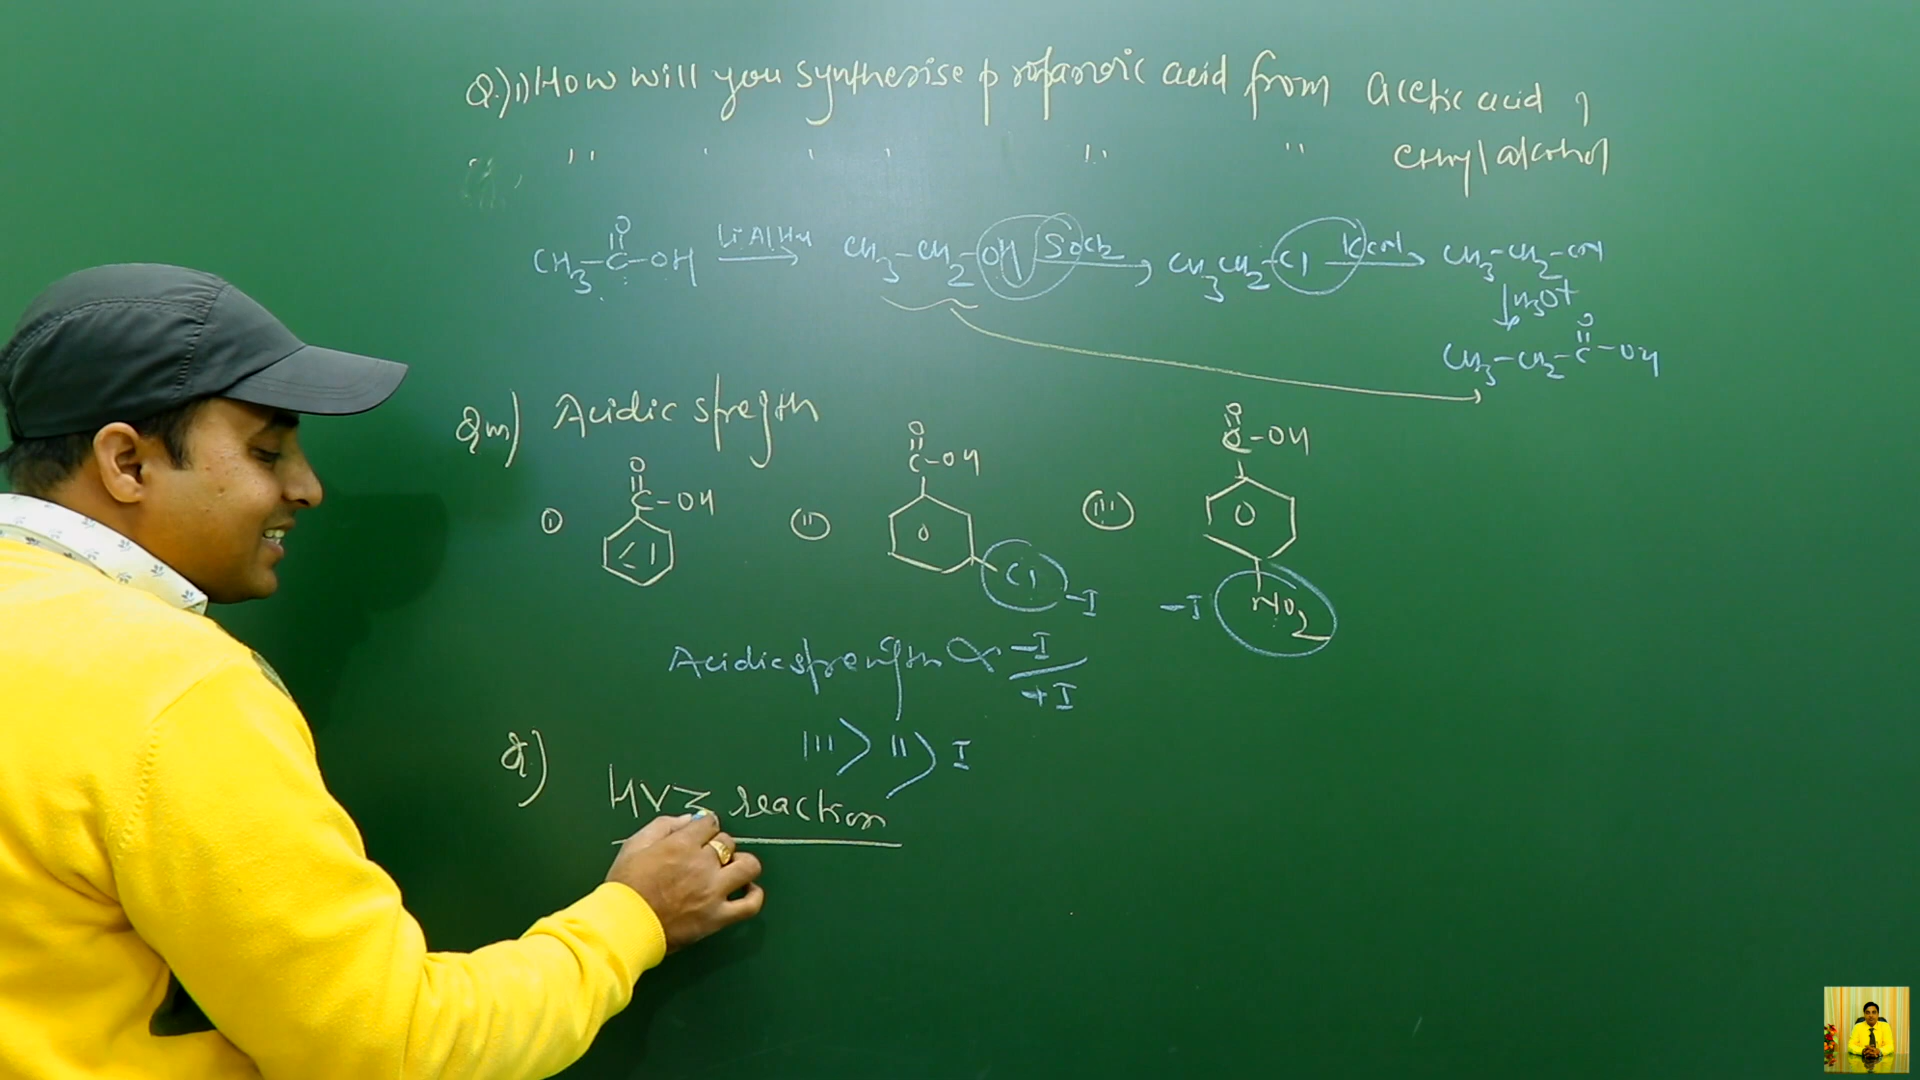 Q.) 1) How will you synthesise propanoic acid from Acetic acid ,
" " " " " " " ethyl alcohol
CH3-C(=O)-OH LiAlH4 → CH3-CH2-OH SOCl2 → CH3CH2-Cl KCN → CH3-CH2-CN
↓ H3O+
CH3-CH2-C(=O)-OH
Acidic stregth
O O O
C-OH C-OH C-OH
(i) (ii) (iii)
Cl -I -I NO2
Acidic strength ∝ -I / +I
III > II > I
Q.) HVZ reaction